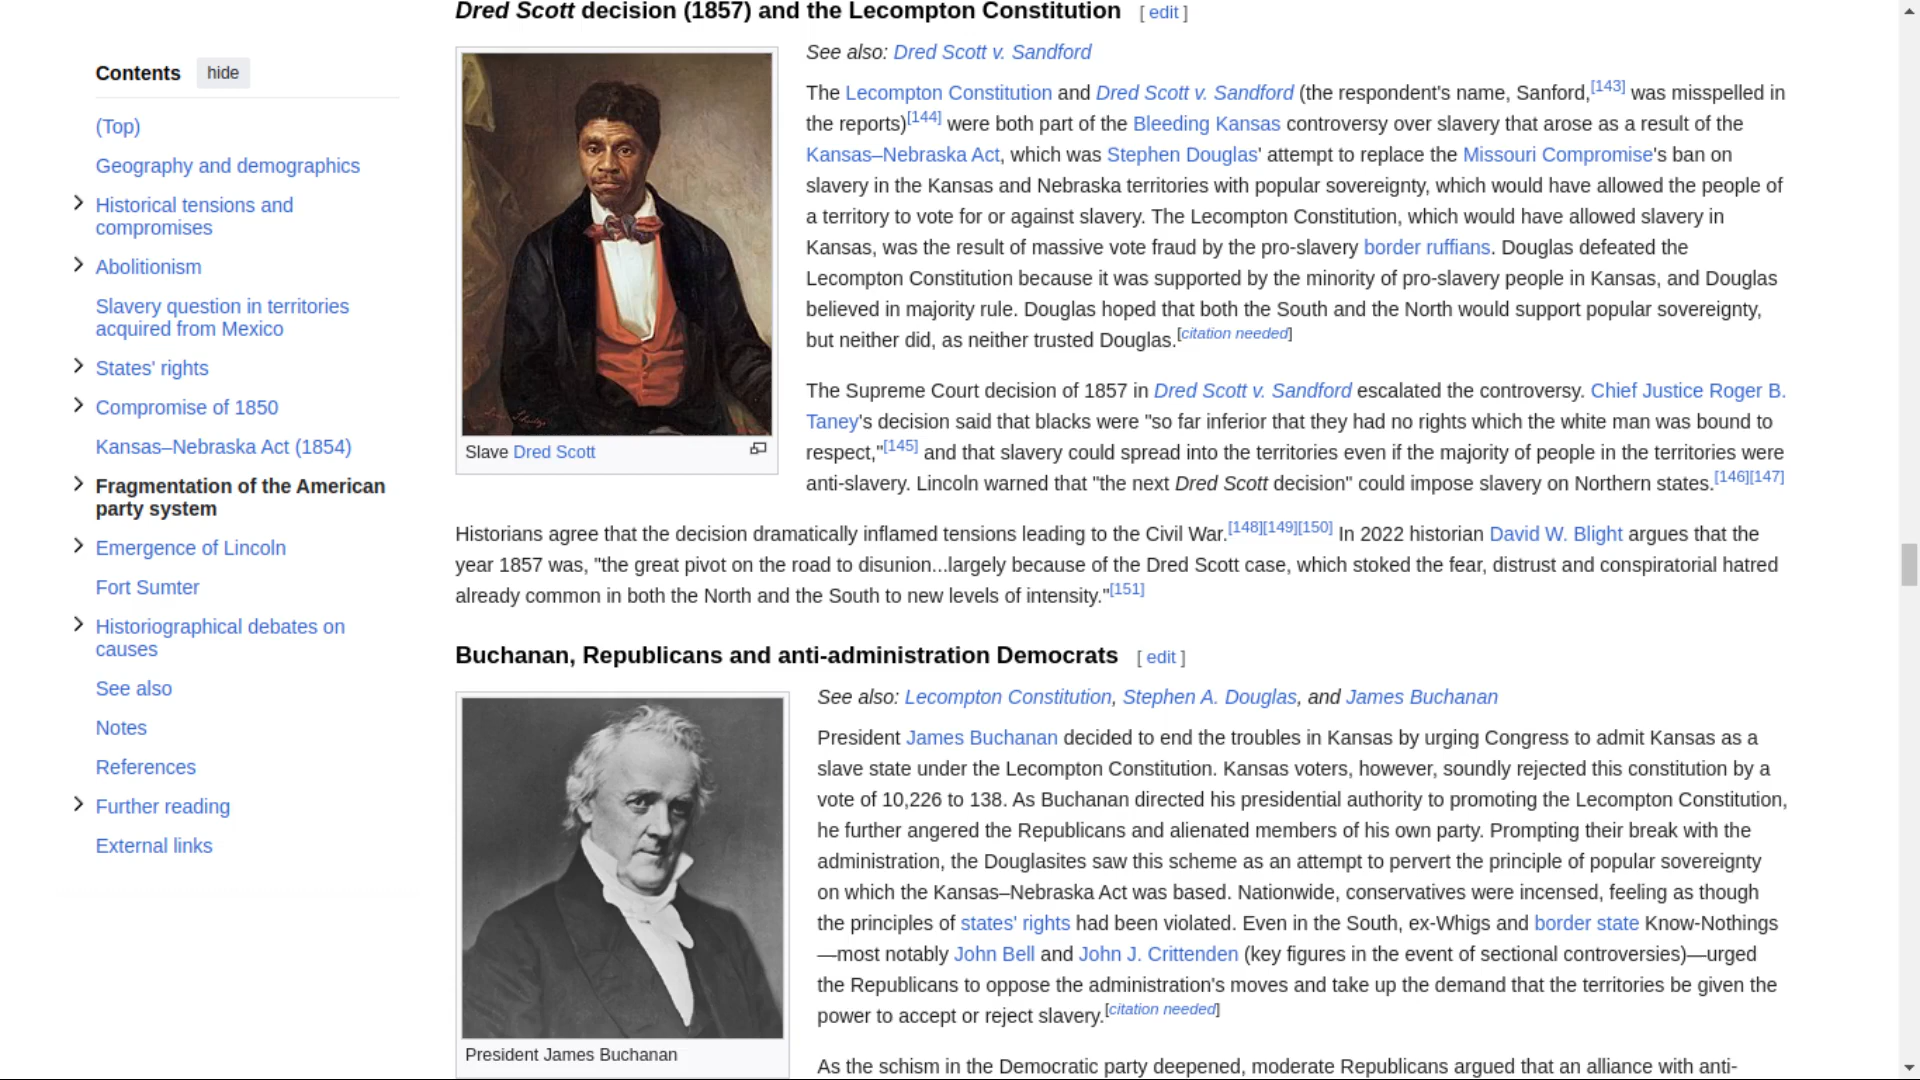 Contents hide
(Top)
Geography and demographics
Historical tensions and
compromises
Abolitionism
Slavery question in territories
acquired from Mexico
States' rights
Compromise of 1850
Kansas–Nebraska Act (1854)
Fragmentation of the American
party system
Emergence of Lincoln
Fort Sumter
Historiographical debates on
causes
See also
Notes
References
Further reading
External links
Dred Scott decision (1857) and the Lecompton Constitution [ edit ]
Slave Dred Scott
See also: Dred Scott v. Sandford
The Lecompton Constitution and Dred Scott v. Sandford (the respondent's name, Sanford,[143] was misspelled in
the reports)[144] were both part of the Bleeding Kansas controversy over slavery that arose as a result of the
Kansas–Nebraska Act, which was Stephen Douglas' attempt to replace the Missouri Compromise's ban on
slavery in the Kansas and Nebraska territories with popular sovereignty, which would have allowed the people of
a territory to vote for or against slavery. The Lecompton Constitution, which would have allowed slavery in
Kansas, was the result of massive vote fraud by the pro-slavery border ruffians. Douglas defeated the
Lecompton Constitution because it was supported by the minority of pro-slavery people in Kansas, and Douglas
believed in majority rule. Douglas hoped that both the South and the North would support popular sovereignty,
but neither did, as neither trusted Douglas.[citation needed]
The Supreme Court decision of 1857 in Dred Scott v. Sandford escalated the controversy. Chief Justice Roger B.
Taney's decision said that blacks were "so far inferior that they had no rights which the white man was bound to
respect,"[145] and that slavery could spread into the territories even if the majority of people in the territories were
anti-slavery. Lincoln warned that "the next Dred Scott decision" could impose slavery on Northern states.[146][147]
Historians agree that the decision dramatically inflamed tensions leading to the Civil War.[148][149][150] In 2022 historian David W. Blight argues that the
year 1857 was, "the great pivot on the road to disunion...largely because of the Dred Scott case, which stoked the fear, distrust and conspiratorial hatred
already common in both the North and the South to new levels of intensity."[151]
Buchanan, Republicans and anti-administration Democrats [ edit ]
President James Buchanan
See also: Lecompton Constitution, Stephen A. Douglas, and James Buchanan
President James Buchanan decided to end the troubles in Kansas by urging Congress to admit Kansas as a
slave state under the Lecompton Constitution. Kansas voters, however, soundly rejected this constitution by a
vote of 10,226 to 138. As Buchanan directed his presidential authority to promoting the Lecompton Constitution,
he further angered the Republicans and alienated members of his own party. Prompting their break with the
administration, the Douglasites saw this scheme as an attempt to pervert the principle of popular sovereignty
on which the Kansas–Nebraska Act was based. Nationwide, conservatives were incensed, feeling as though
the principles of states' rights had been violated. Even in the South, ex-Whigs and border state Know-Nothings
—most notably John Bell and John J. Crittenden (key figures in the event of sectional controversies)—urged
the Republicans to oppose the administration's moves and take up the demand that the territories be given the
power to accept or reject slavery.[citation needed]
As the schism in the Democratic party deepened, moderate Republicans argued that an alliance with anti-